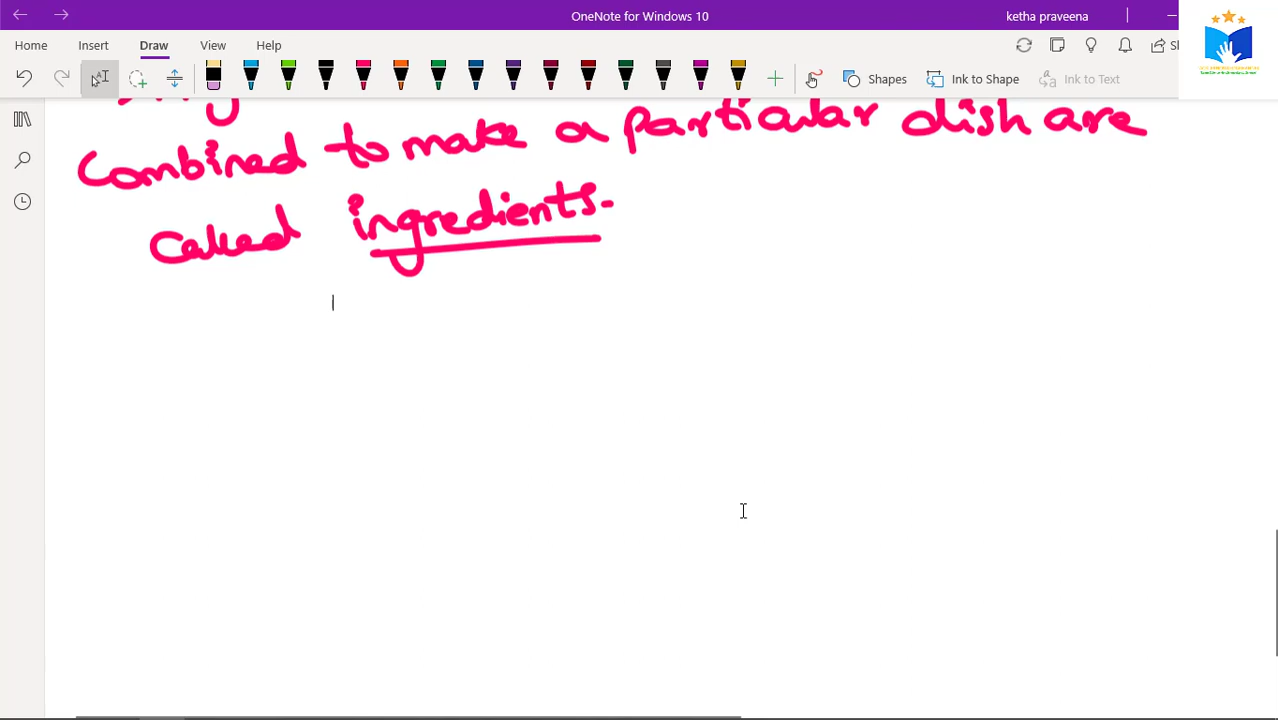 OneNote for Windows 10
ketha praveena
Home Insert Draw View Help
Shapes
Ink to Shape
Ink to Text
combined to make a particular dish are
called ingredients.